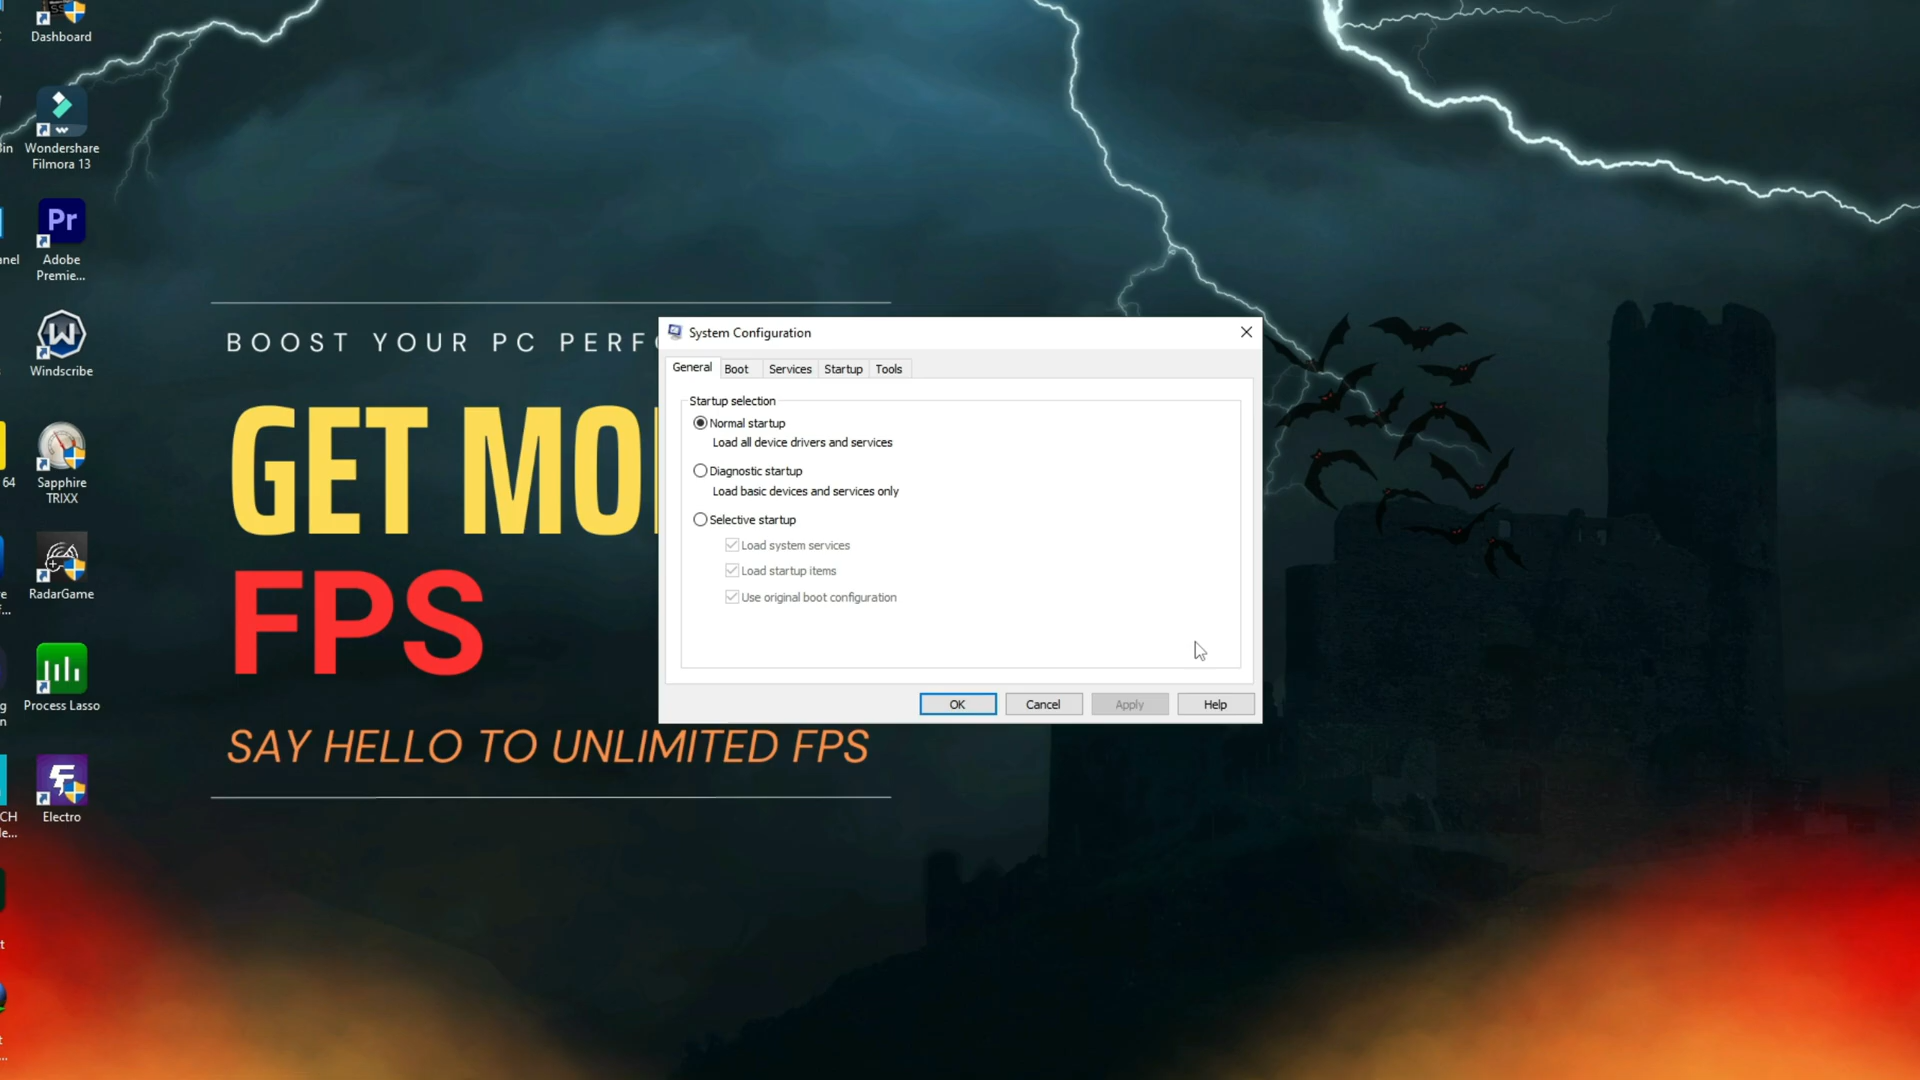 Dashboard
Wondershare
Filmora 13
Pr
Adobe
Premie...
Windscribe
64
Sapphire
TRIXX
RadarGame
Process Lasso
Electro
BOOST YOUR PC
GET
FPS
SAY HELLO TO UNLIMITED FPS
System Configuration
General Boot Services Startup Tools
Startup selection
Normal startup
Load all device drivers and services
Diagnostic startup
Load basic devices and services only
Selective startup
Load system services
Load startup items
Use original boot configuration
OK Cancel Apply Help